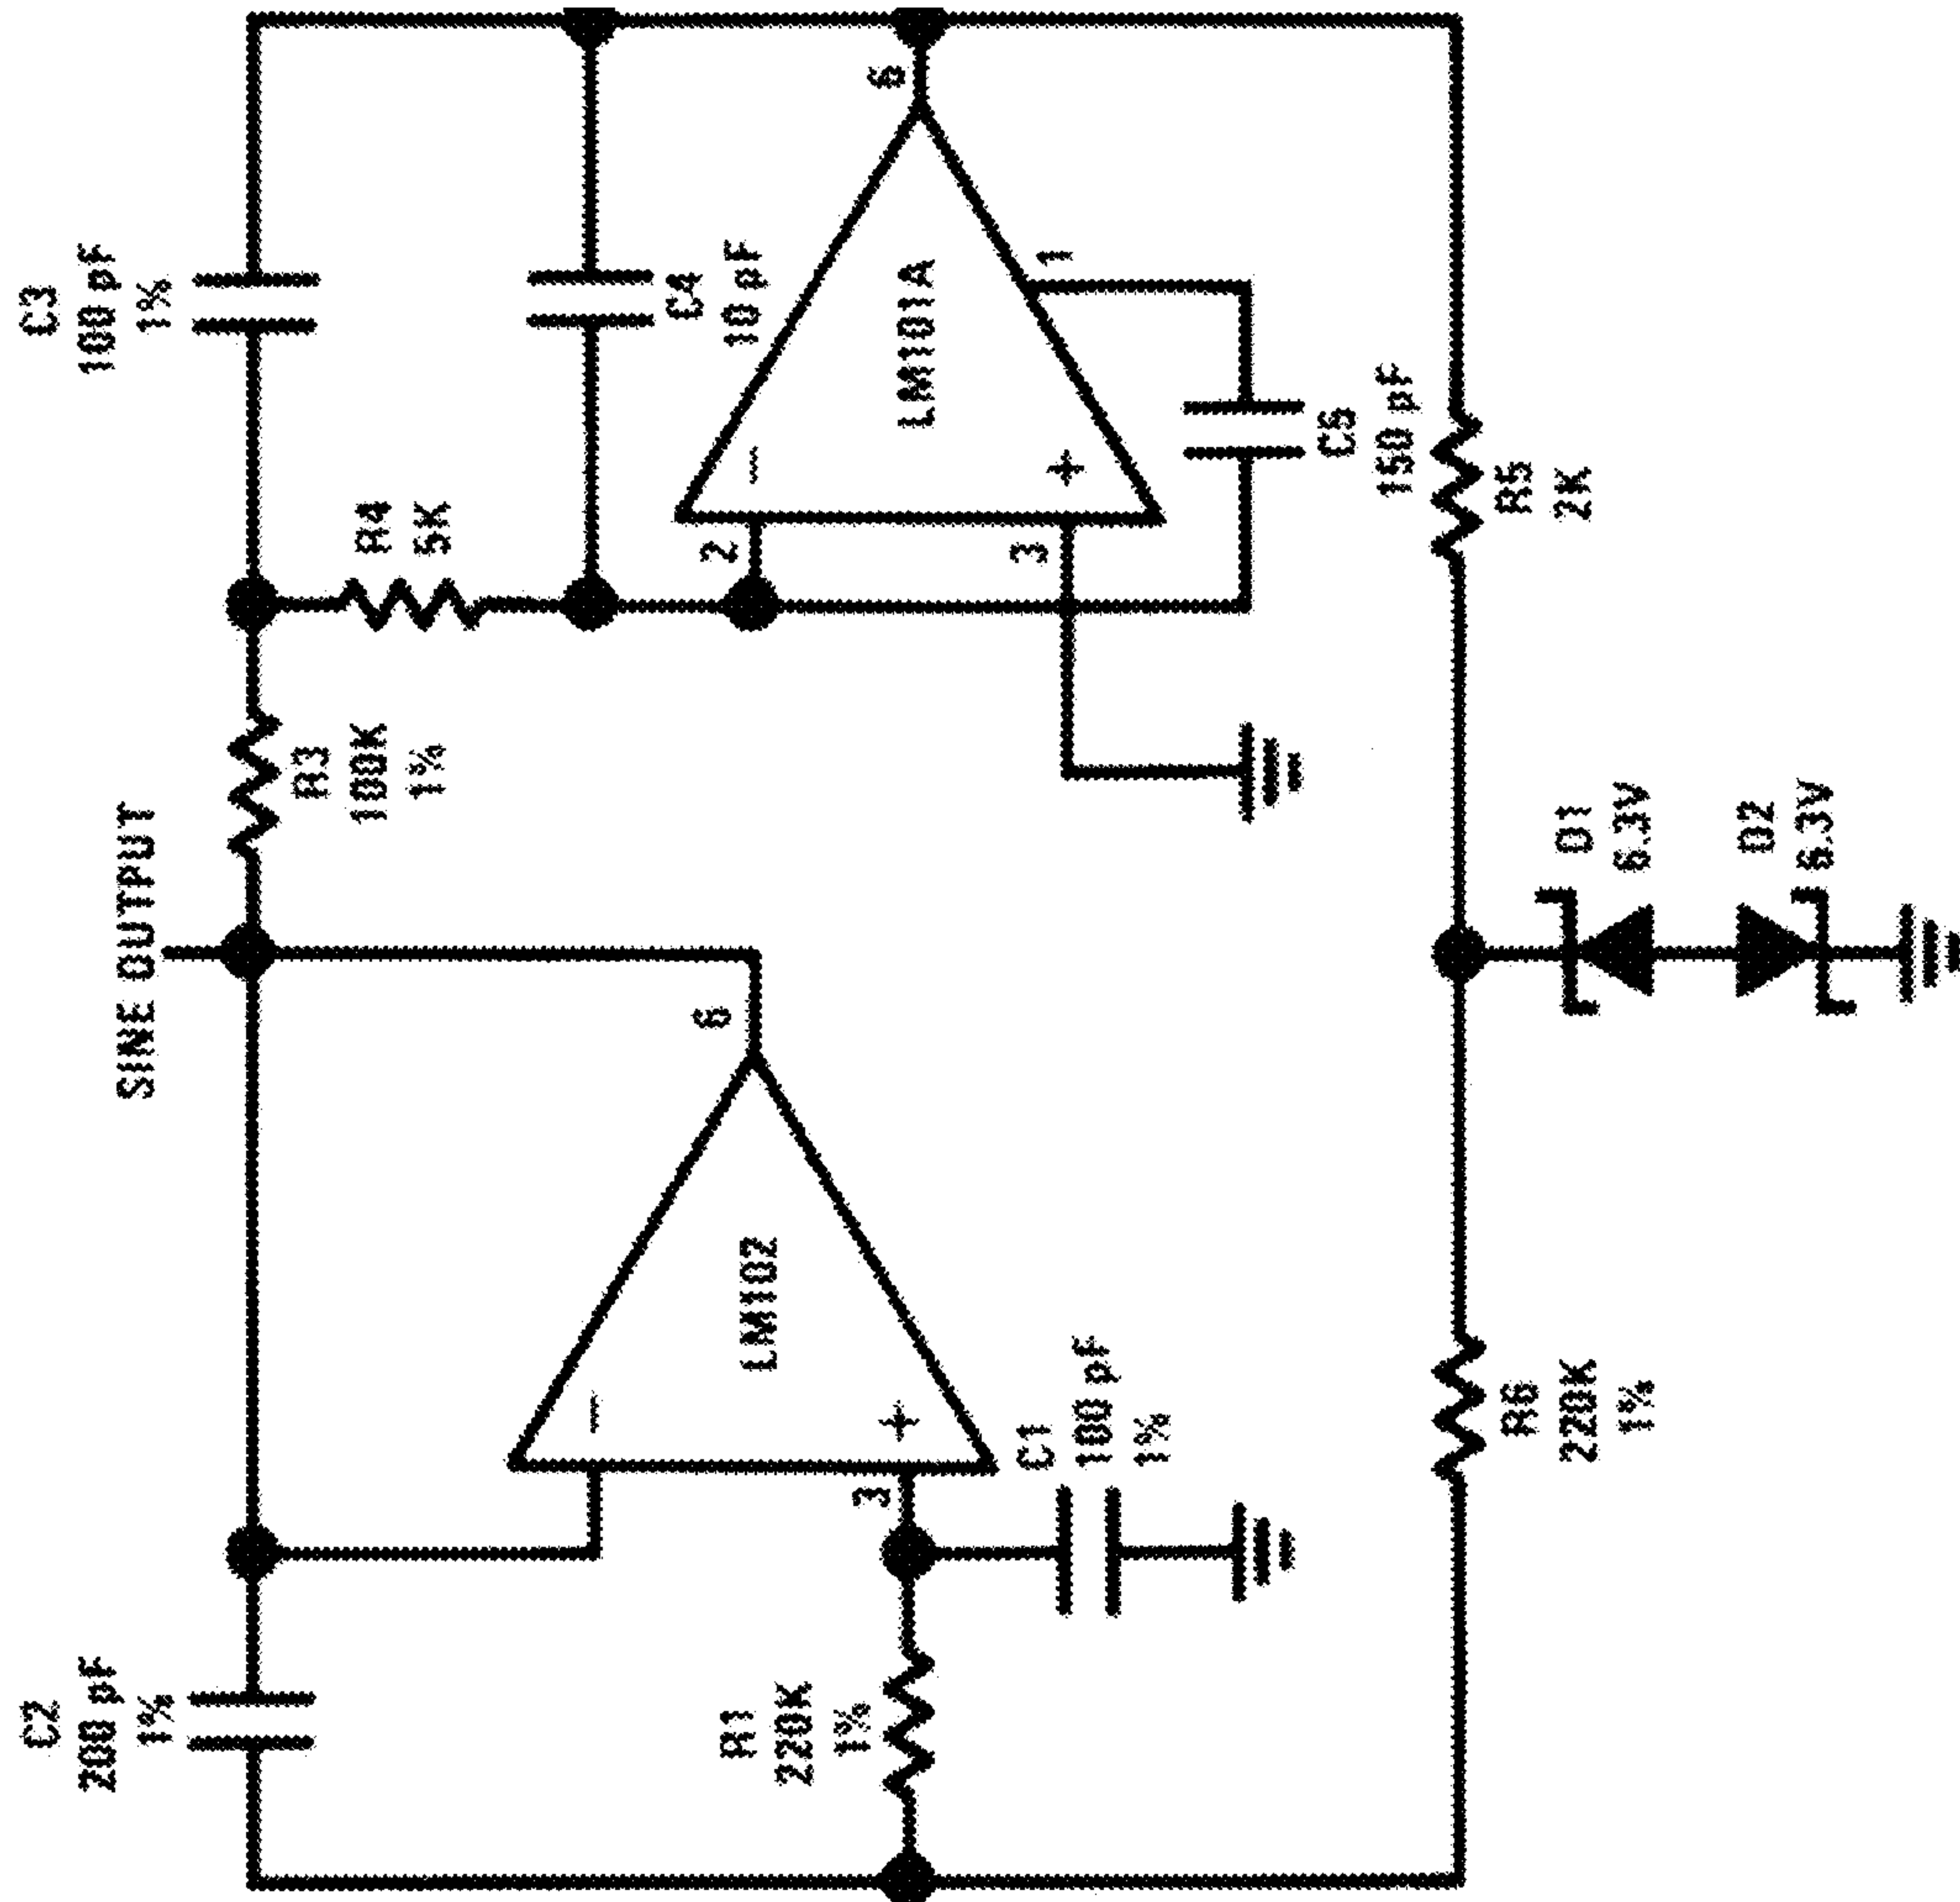 C2
200 pF
1%
SINE OUTPUT
C3
100 pF
1%
R3
100K
1%
R4
5K
C4
10 pF
R1
220K
1%
3
LM102
−
+
6
2
3
−
+
LM101A
6
1
C1
100 pF
1%
C5
150 pF
R6
220K
1%
R5
2K
D1
6.3V
D2
6.3V